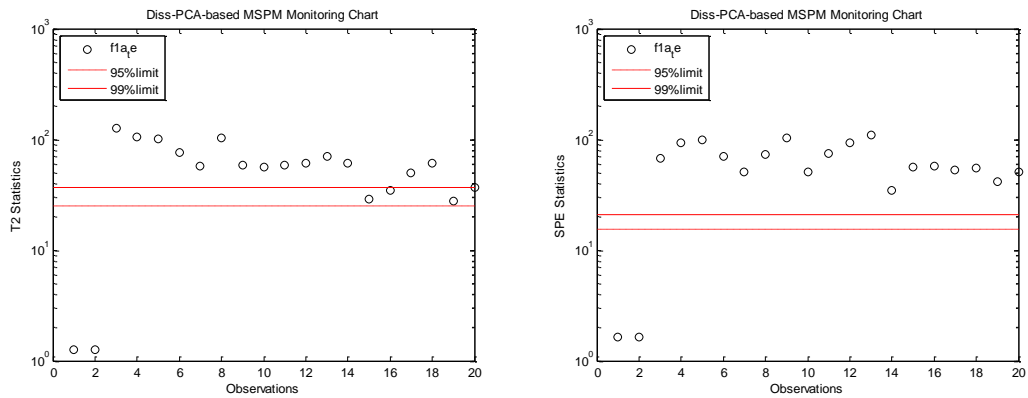 Diss-PCA-based MSPM Monitoring Chart
10³
10²
10¹
10⁰
T2 Statistics
f1aₜe
95%limit
99%limit
0 2 4 6 8 10 12 14 16 18 20
Observations
Diss-PCA-based MSPM Monitoring Chart
10³
10²
10¹
10⁰
SPE Statistics
f1aₜe
95%limit
99%limit
0 2 4 6 8 10 12 14 16 18 20
Observations